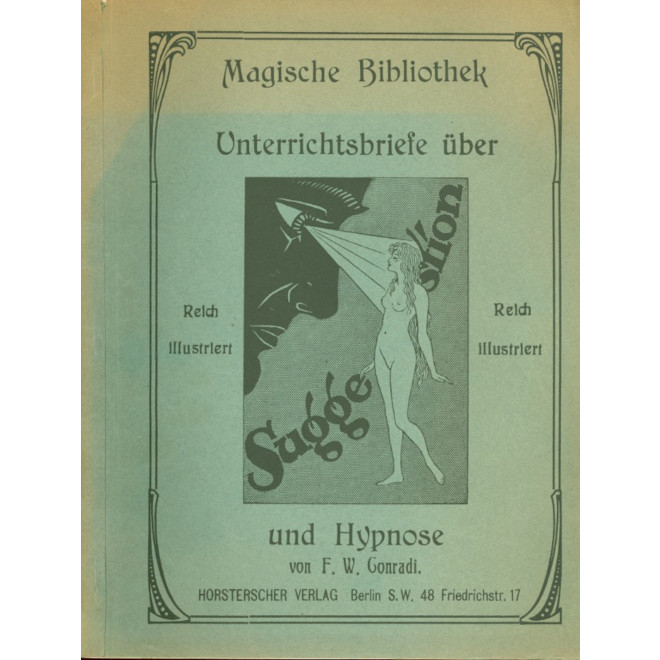 Magische Bibliothek
Unterrichtsbriefe über
Suggestion
Reich
illustriert
Reich
illustriert
und Hypnose
von F. W. Conradi.
HORSTERSCHER VERLAG Berlin S.W. 48 Friedrichstr. 17